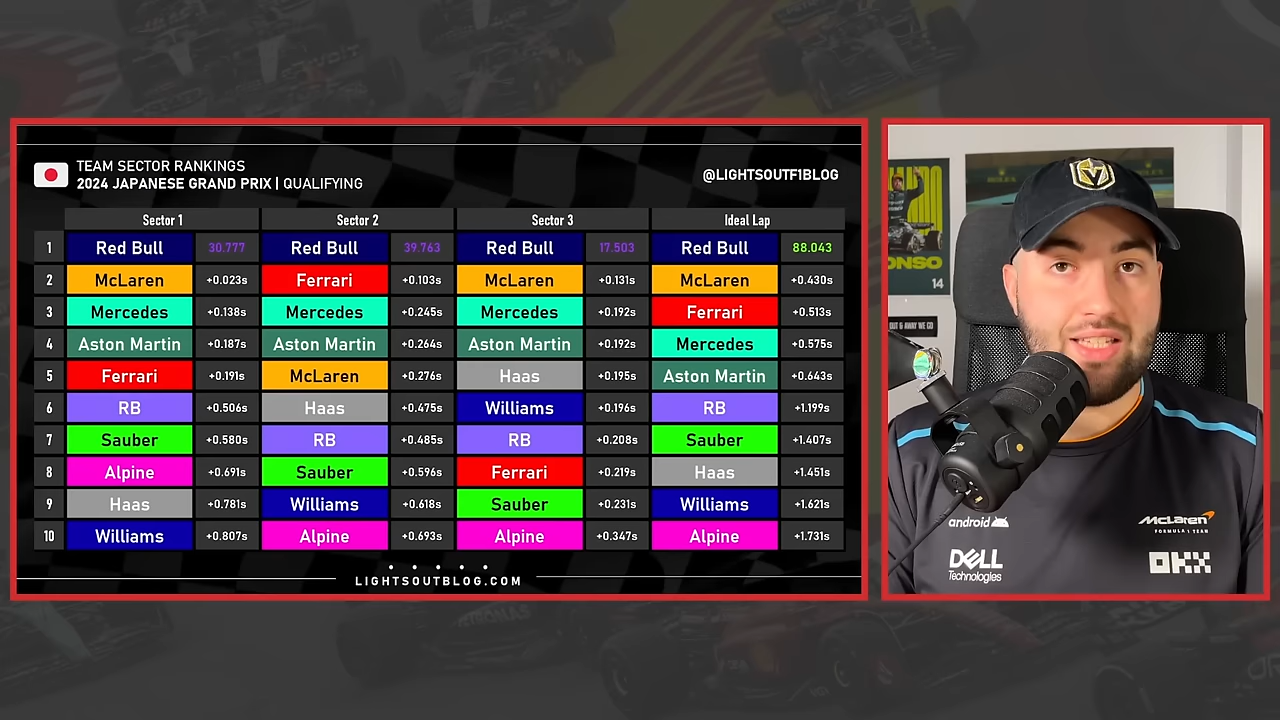 TEAM SECTOR RANKINGS
2024 JAPANESE GRAND PRIX | QUALIFYING
@LIGHTSOUTF1BLOG
Sector 1 Sector 2 Sector 3 Ideal Lap
1 Red Bull 30.777 Red Bull 39.763 Red Bull 17.503 Red Bull 88.043
2 McLaren +0.023s Ferrari +0.103s McLaren +0.131s McLaren +0.430s
3 Mercedes +0.138s Mercedes +0.245s Mercedes +0.192s Ferrari +0.513s
4 Aston Martin +0.187s Aston Martin +0.264s Aston Martin +0.192s Mercedes +0.575s
5 Ferrari +0.191s McLaren +0.276s Haas +0.195s Aston Martin +0.643s
6 RB +0.506s Haas +0.475s Williams +0.196s RB +1.199s
7 Sauber +0.580s RB +0.485s RB +0.208s Sauber +1.407s
8 Alpine +0.691s Sauber +0.596s Ferrari +0.219s Haas +1.451s
9 Haas +0.781s Williams +0.618s Sauber +0.231s Williams +1.621s
10 Williams +0.807s Alpine +0.693s Alpine +0.347s Alpine +1.731s
LIGHTSOUTBLOG.COM
ROLEX
ONSO
14
OUT & AWAY WE GO
V
android
McLaren
FORMULA 1 TEAM
DELL
Technologies
OKX